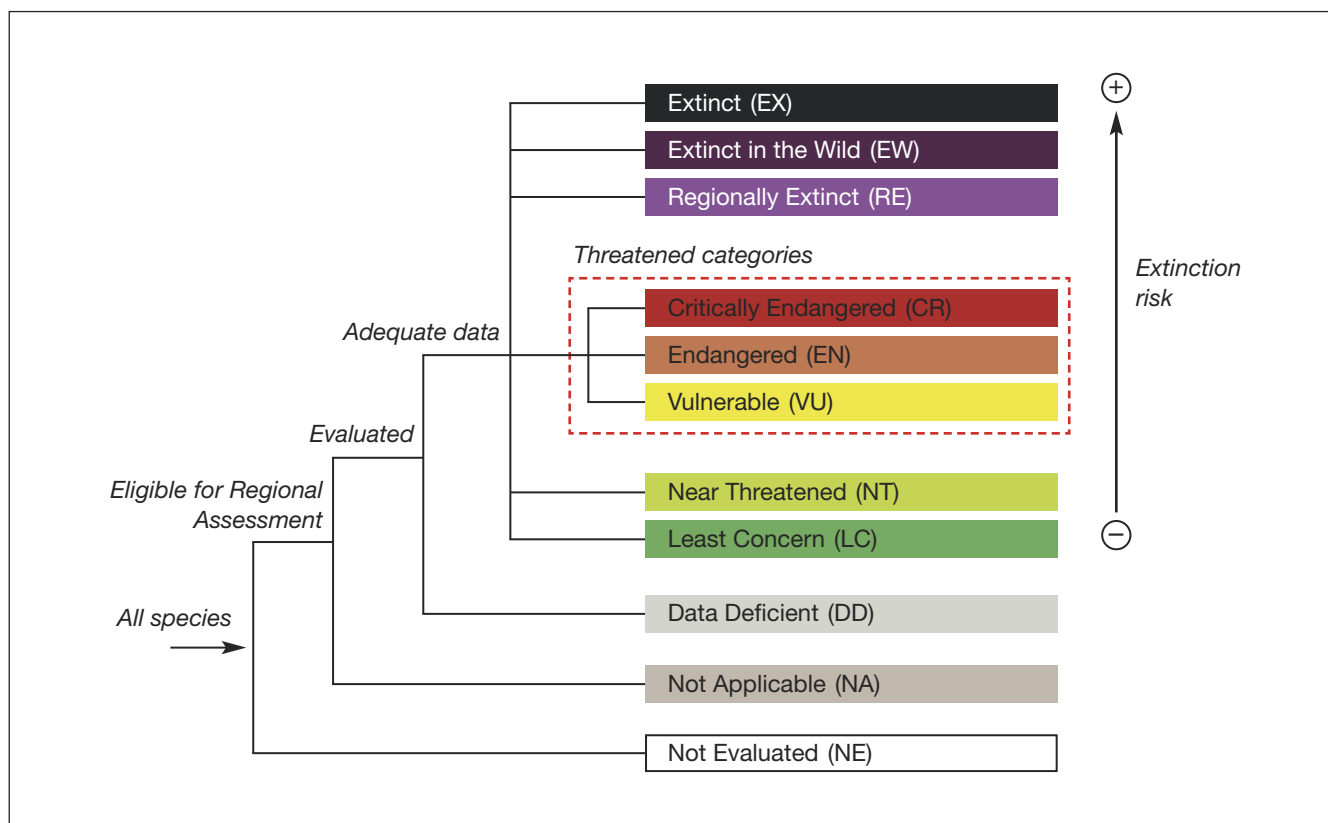 Extinct (EX)
Extinct in the Wild (EW)
Regionally Extinct (RE)
Threatened categories
Critically Endangered (CR)
Endangered (EN)
Vulnerable (VU)
Extinction
risk
Adequate data
Evaluated
Eligible for Regional
Assessment
Near Threatened (NT)
Least Concern (LC)
All species
Data Deficient (DD)
Not Applicable (NA)
Not Evaluated (NE)
+
−